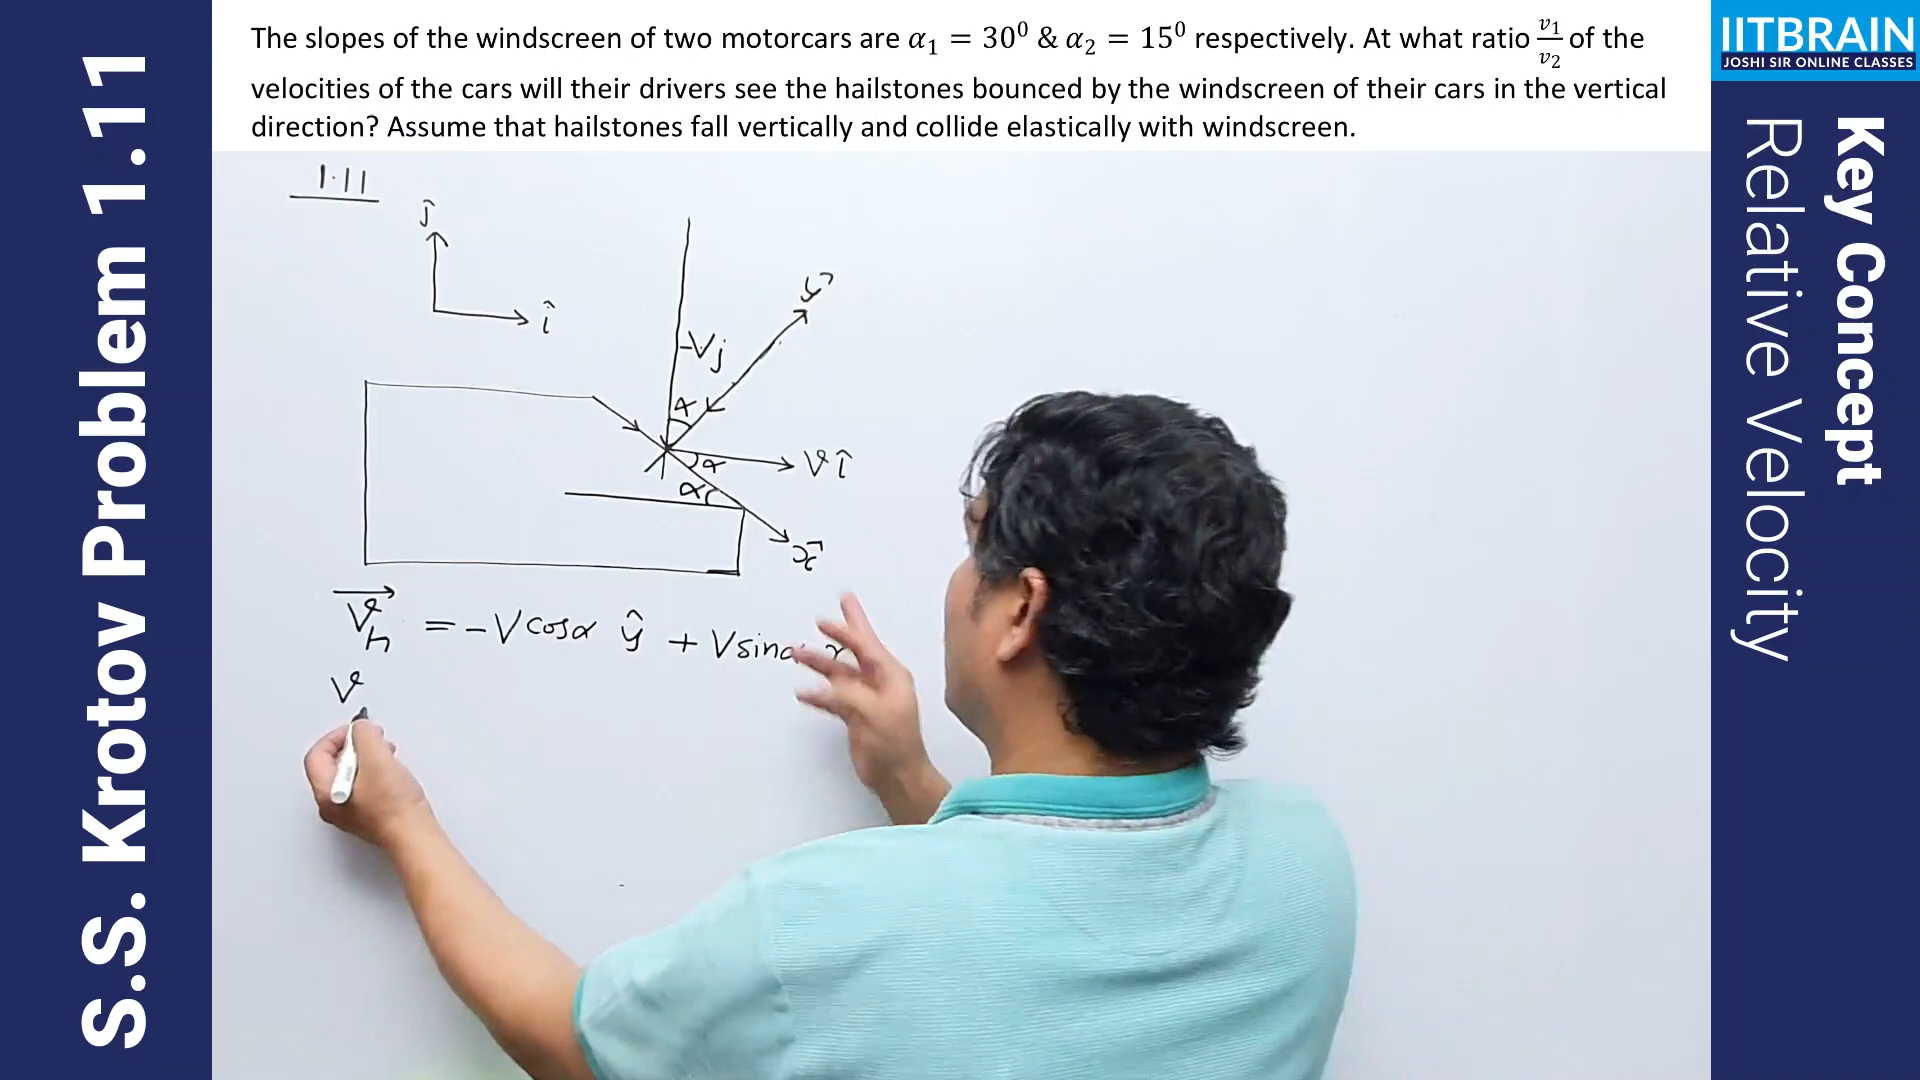 S.S. Krotov Problem 1.11
The slopes of the windscreen of two motorcars are α₁ = 30⁰ & α₂ = 15⁰ respectively. At what ratio v₁/v₂ of the
velocities of the cars will their drivers see the hailstones bounced by the windscreen of their cars in the vertical
direction? Assume that hailstones fall vertically and collide elastically with windscreen.
IITBRAIN
JOSHI SIR ONLINE CLASSES
Key Concept
Relative Velocity
1.11
ĵ
î
-Vj
y
α
α
vî
α
x
v⃗h = -V cosα ŷ + V sinα
v